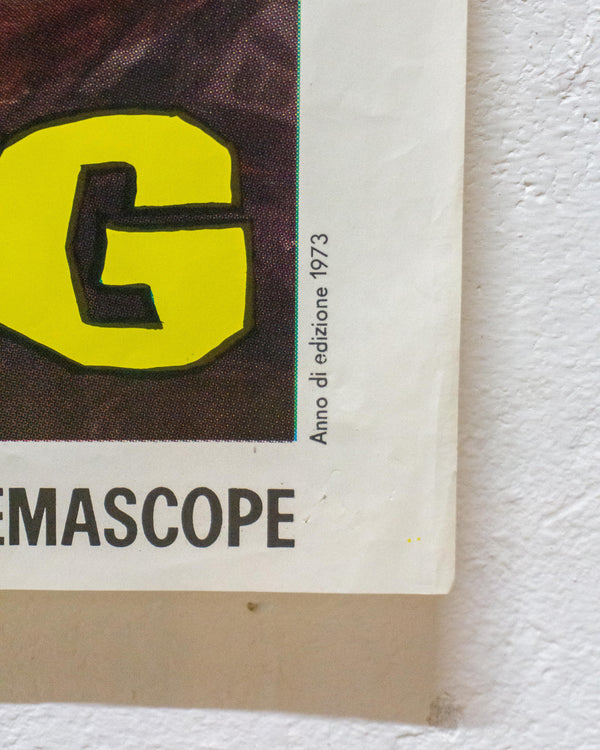 G
Anno di edizione 1973
EMASCOPE